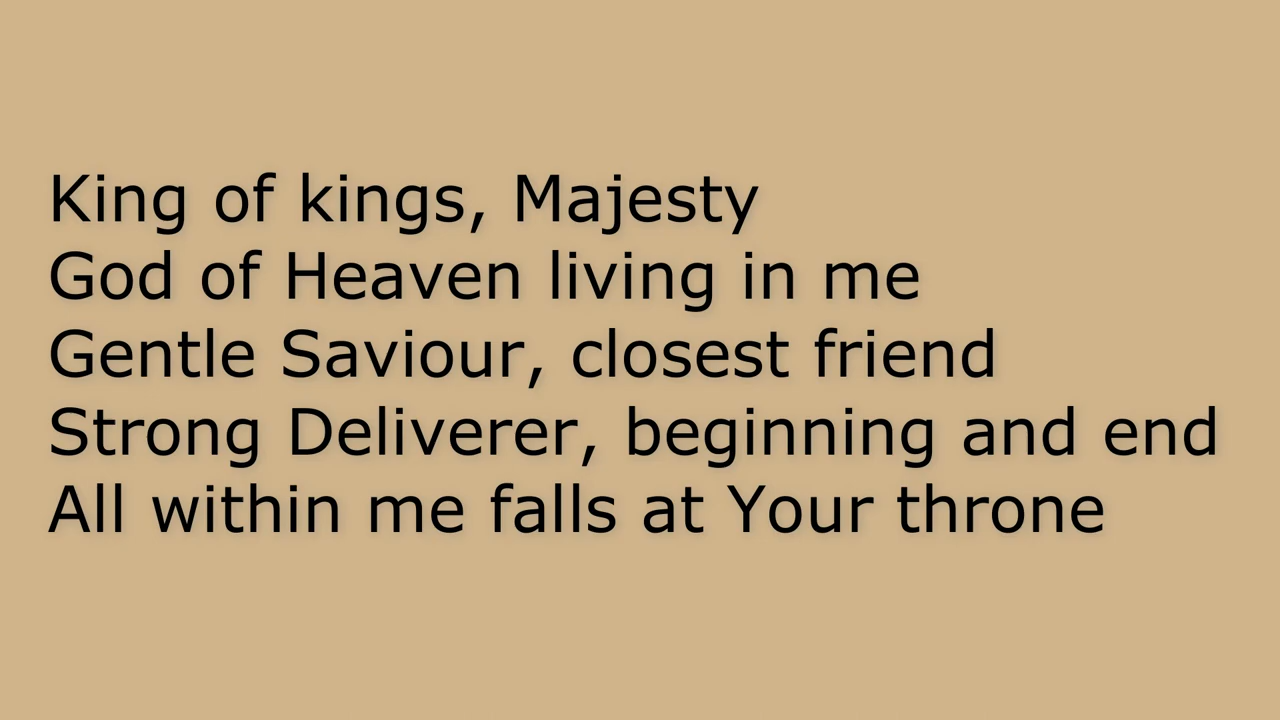 King of kings, Majesty
God of Heaven living in me
Gentle Saviour, closest friend
Strong Deliverer, beginning and end
All within me falls at Your throne